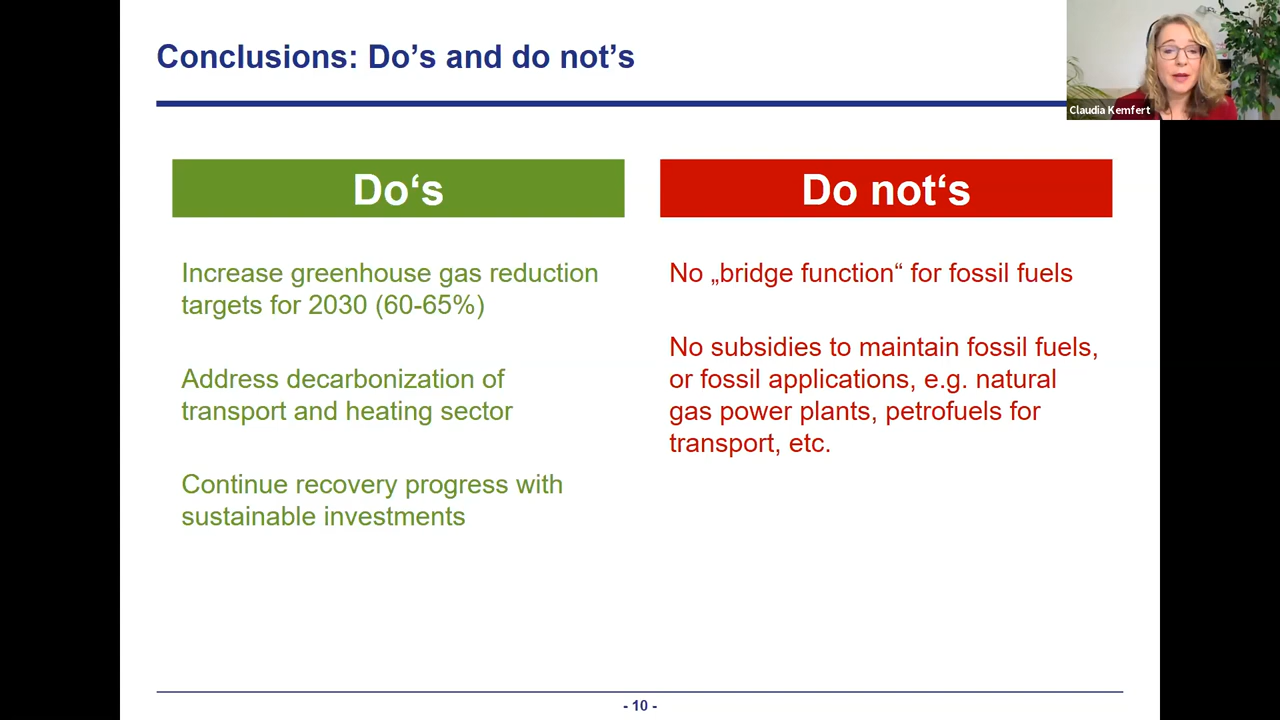 Conclusions: Do’s and do not’s
Claudia Kemfert
Do‘s
Increase greenhouse gas reduction
targets for 2030 (60-65%)
Address decarbonization of
transport and heating sector
Continue recovery progress with
sustainable investments
Do not‘s
No „bridge function“ for fossil fuels
No subsidies to maintain fossil fuels,
or fossil applications, e.g. natural
gas power plants, petrofuels for
transport, etc.
- 10 -